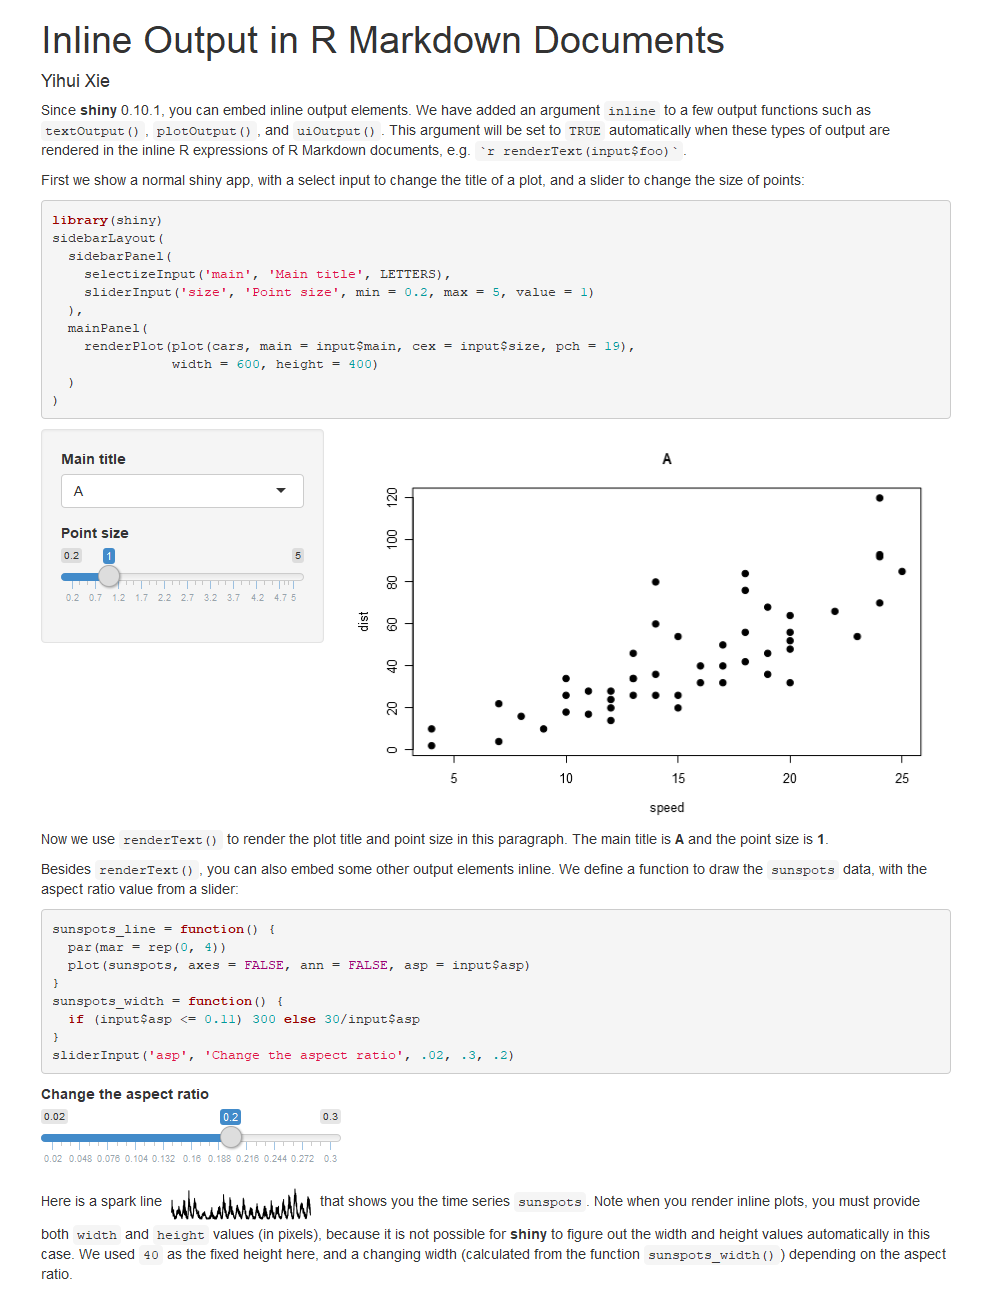 Inline Output in R Markdown Documents
Yihui Xie
Since shiny 0.10.1, you can embed inline output elements. We have added an argument inline to a few output functions such as
textOutput(), plotOutput(), and uiOutput(). This argument will be set to TRUE automatically when these types of output are
rendered in the inline R expressions of R Markdown documents, e.g. `r renderText(input$foo)`.
First we show a normal shiny app, with a select input to change the title of a plot, and a slider to change the size of points:
library(shiny)
sidebarLayout(
  sidebarPanel(
    selectizeInput('main', 'Main title', LETTERS),
    sliderInput('size', 'Point size', min = 0.2, max = 5, value = 1)
  ),
  mainPanel(
    renderPlot(plot(cars, main = input$main, cex = input$size, pch = 19),
               width = 600, height = 400)
  )
)
Main title
A
Point size
0.2 1 5
0.2 0.7 1.2 1.7 2.2 2.7 3.2 3.7 4.2 4.7 5
A
120
100
80
60
40
20
0
dist
5 10 15 20 25
speed
Now we use renderText() to render the plot title and point size in this paragraph. The main title is A and the point size is 1.
Besides renderText(), you can also embed some other output elements inline. We define a function to draw the sunspots data, with the
aspect ratio value from a slider:
sunspots_line = function() {
  par(mar = rep(0, 4))
  plot(sunspots, axes = FALSE, ann = FALSE, asp = input$asp)
}
sunspots_width = function() {
  if (input$asp <= 0.11) 300 else 30/input$asp
}
sliderInput('asp', 'Change the aspect ratio', .02, .3, .2)
Change the aspect ratio
0.02 0.2 0.3
0.02 0.048 0.076 0.104 0.132 0.16 0.188 0.216 0.244 0.272 0.3
Here is a spark line that shows you the time series sunspots. Note when you render inline plots, you must provide
both width and height values (in pixels), because it is not possible for shiny to figure out the width and height values automatically in this
case. We used 40 as the fixed height here, and a changing width (calculated from the function sunspots_width()) depending on the aspect
ratio.